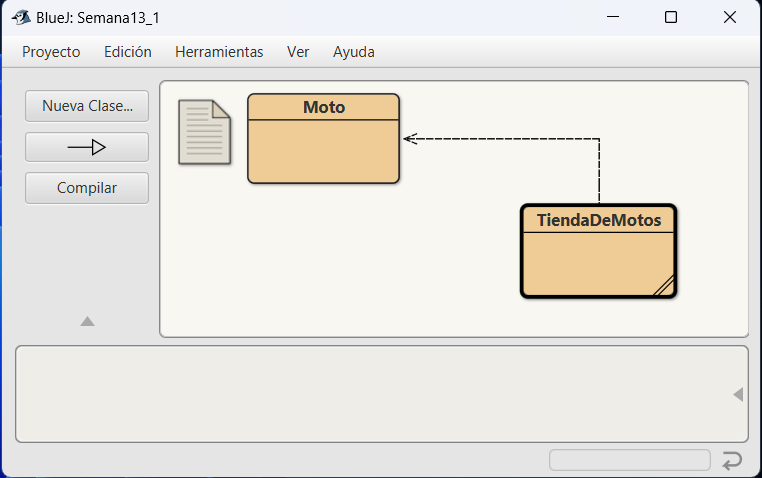 BlueJ: Semana13_1
Proyecto Edición Herramientas Ver Ayuda
Nueva Clase...
Compilar
Moto
TiendaDeMotos